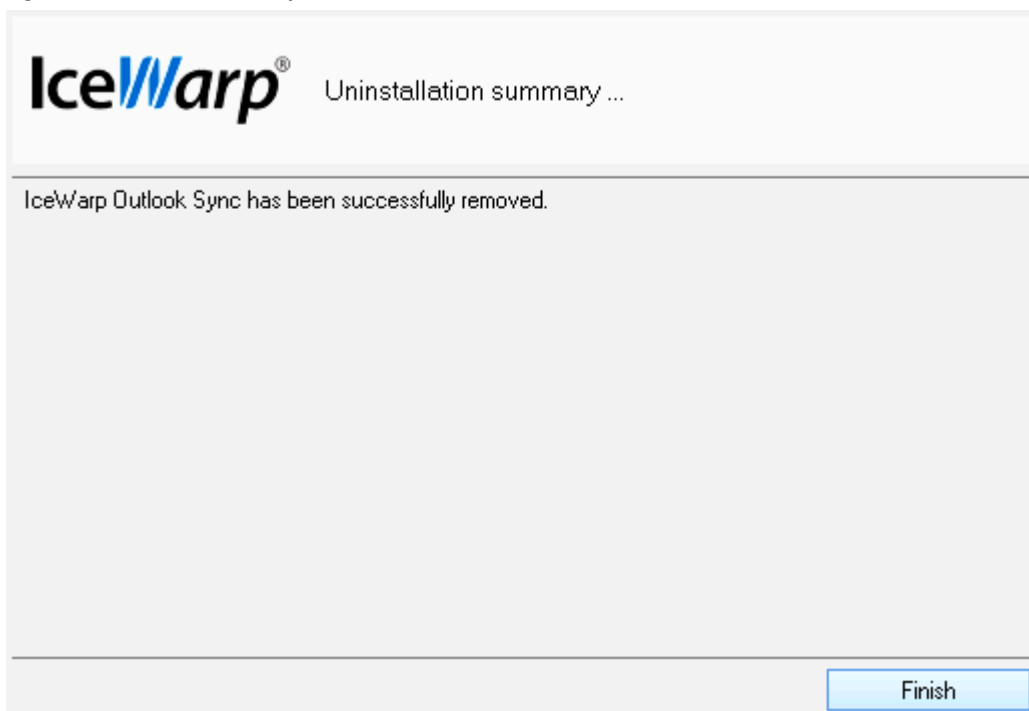 IceWarp® Uninstallation summary ...
IceWarp Outlook Sync has been successfully removed.
Finish